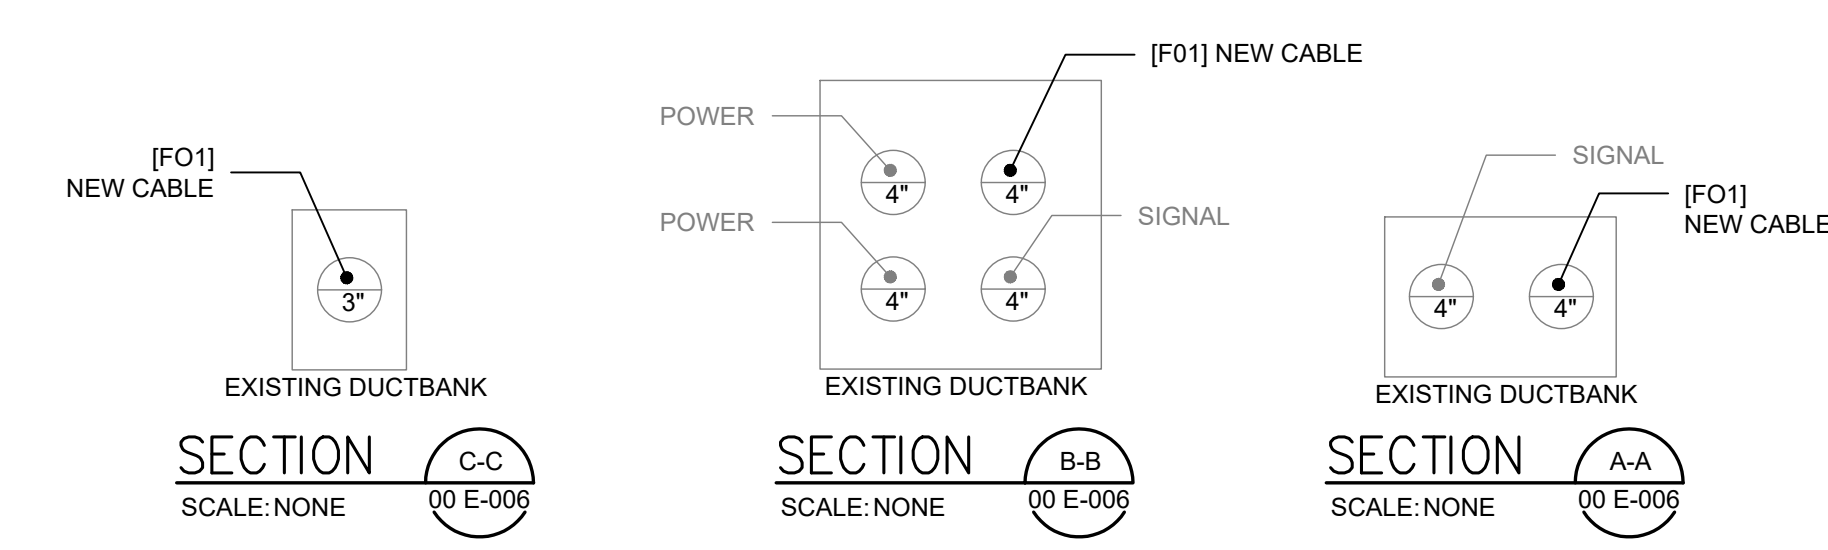 [FO1]
NEW CABLE
3"
EXISTING DUCTBANK
SECTION
C-C
SCALE: NONE
00 E-006
[F01] NEW CABLE
POWER
4"
4"
POWER
SIGNAL
4"
4"
EXISTING DUCTBANK
SECTION
B-B
SCALE: NONE
00 E-006
SIGNAL
[FO1]
NEW CABLE
4"
4"
EXISTING DUCTBANK
SECTION
A-A
SCALE: NONE
00 E-006